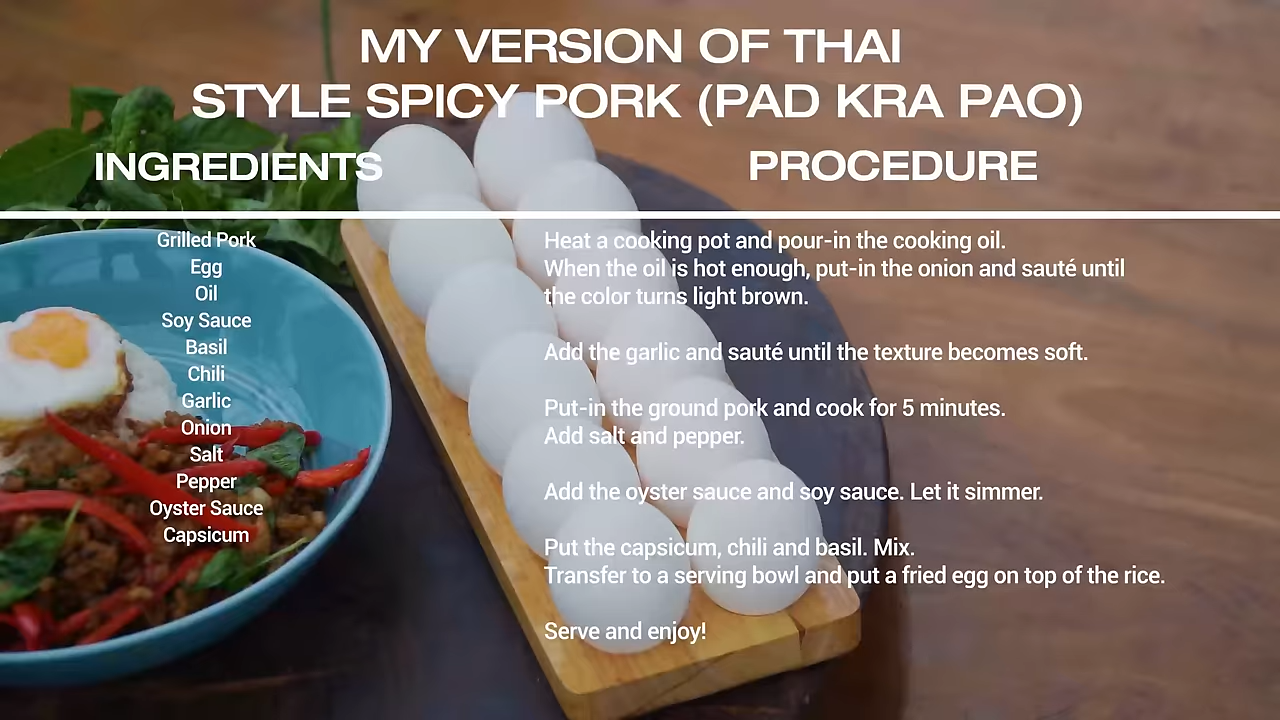 MY VERSION OF THAI
STYLE SPICY PORK (PAD KRA PAO)
INGREDIENTS
Grilled Pork
Egg
Oil
Soy Sauce
Basil
Chili
Garlic
Onion
Salt
Pepper
Oyster Sauce
Capsicum
PROCEDURE
Heat a cooking pot and pour-in the cooking oil.
When the oil is hot enough, put-in the onion and sauté until
the color turns light brown.
Add the garlic and sauté until the texture becomes soft.
Put-in the ground pork and cook for 5 minutes.
Add salt and pepper.
Add the oyster sauce and soy sauce. Let it simmer.
Put the capsicum, chili and basil. Mix.
Transfer to a serving bowl and put a fried egg on top of the rice.
Serve and enjoy!